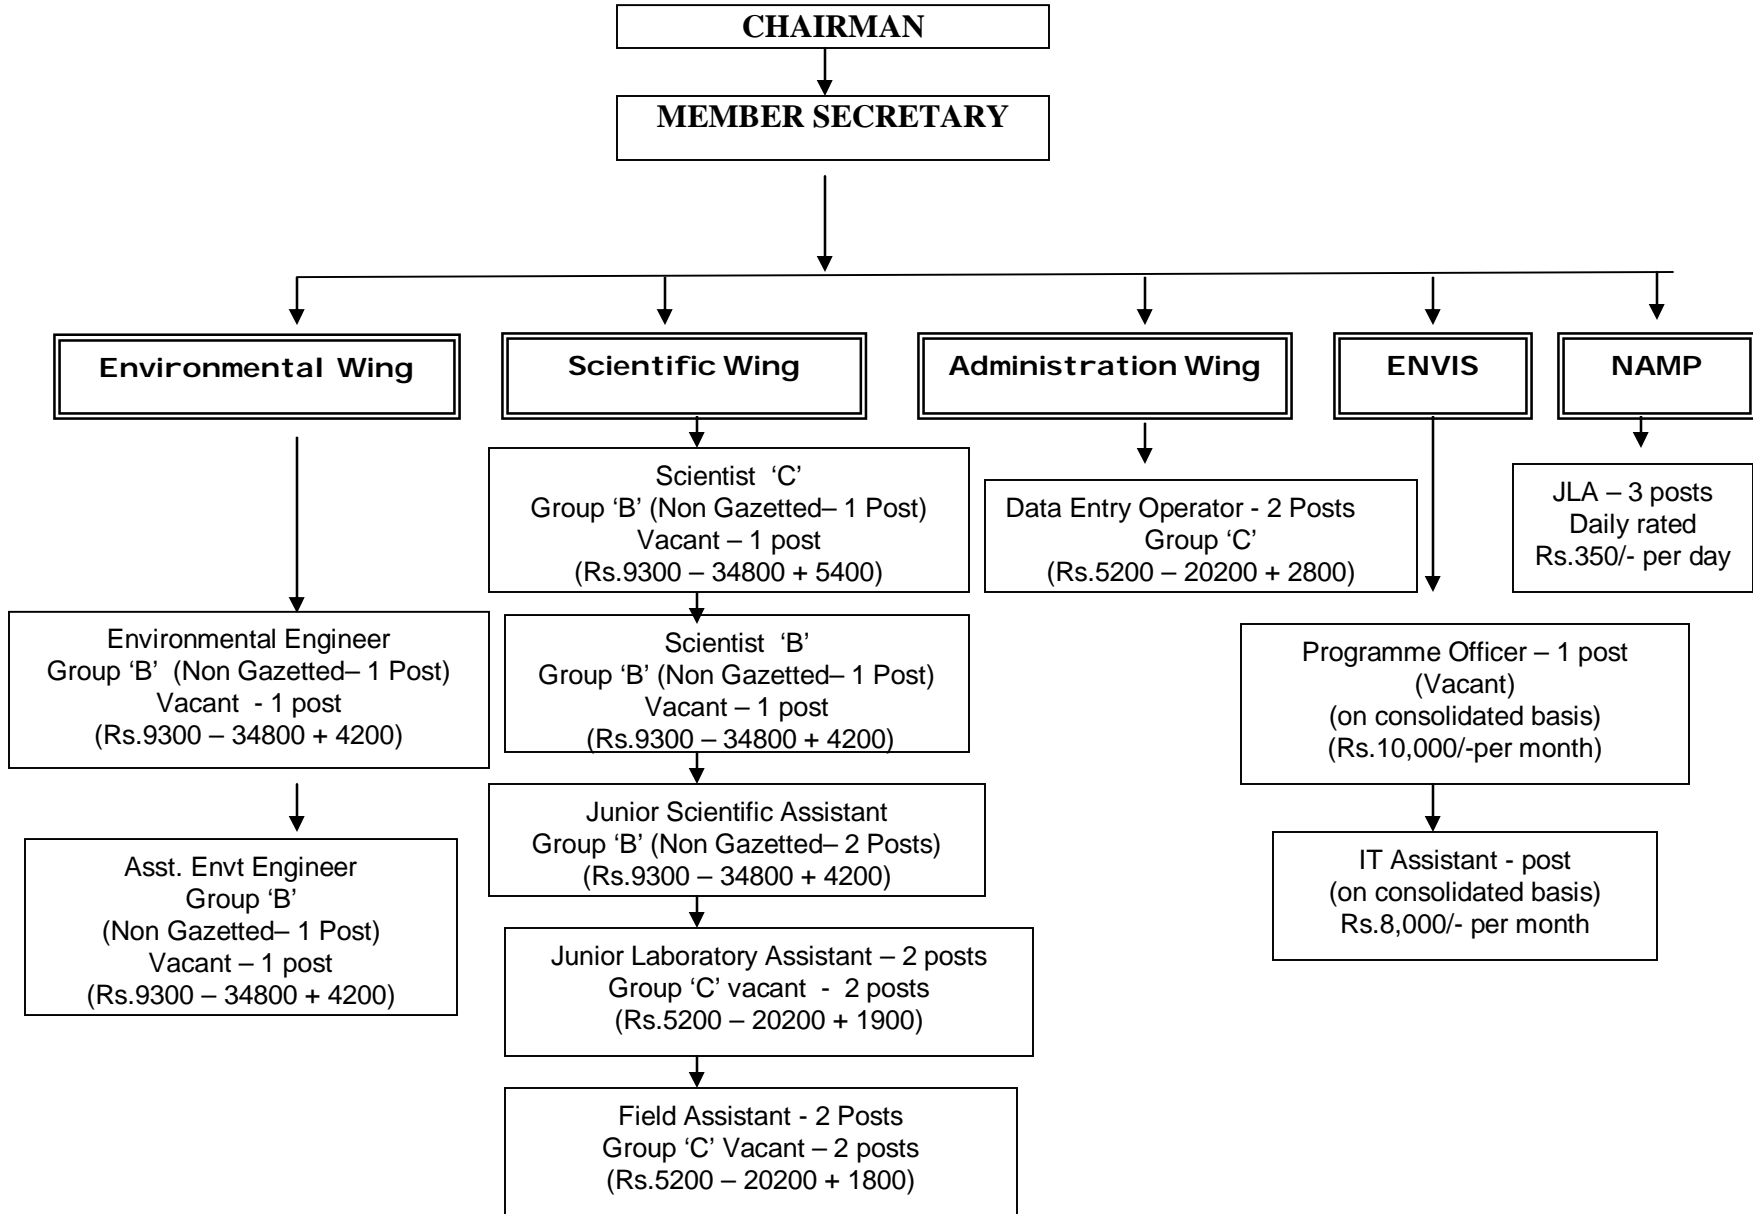 CHAIRMAN
MEMBER SECRETARY
Environmental Wing
Scientific Wing
Administration Wing
ENVIS
NAMP
Environmental Engineer
Group ‘B’ (Non Gazetted– 1 Post)
Vacant - 1 post
(Rs.9300 – 34800 + 4200)
Asst. Envt Engineer
Group ‘B’
(Non Gazetted– 1 Post)
Vacant – 1 post
(Rs.9300 – 34800 + 4200)
Scientist ‘C’
Group ‘B’ (Non Gazetted– 1 Post)
Vacant – 1 post
(Rs.9300 – 34800 + 5400)
Scientist ‘B’
Group ‘B’ (Non Gazetted– 1 Post)
Vacant – 1 post
(Rs.9300 – 34800 + 4200)
Junior Scientific Assistant
Group ‘B’ (Non Gazetted– 2 Posts)
(Rs.9300 – 34800 + 4200)
Junior Laboratory Assistant – 2 posts
Group ‘C’ vacant - 2 posts
(Rs.5200 – 20200 + 1900)
Field Assistant - 2 Posts
Group ‘C’ Vacant – 2 posts
(Rs.5200 – 20200 + 1800)
Data Entry Operator - 2 Posts
Group ‘C’
(Rs.5200 – 20200 + 2800)
Programme Officer – 1 post
(Vacant)
(on consolidated basis)
(Rs.10,000/-per month)
IT Assistant - post
(on consolidated basis)
Rs.8,000/- per month
JLA – 3 posts
Daily rated
Rs.350/- per day